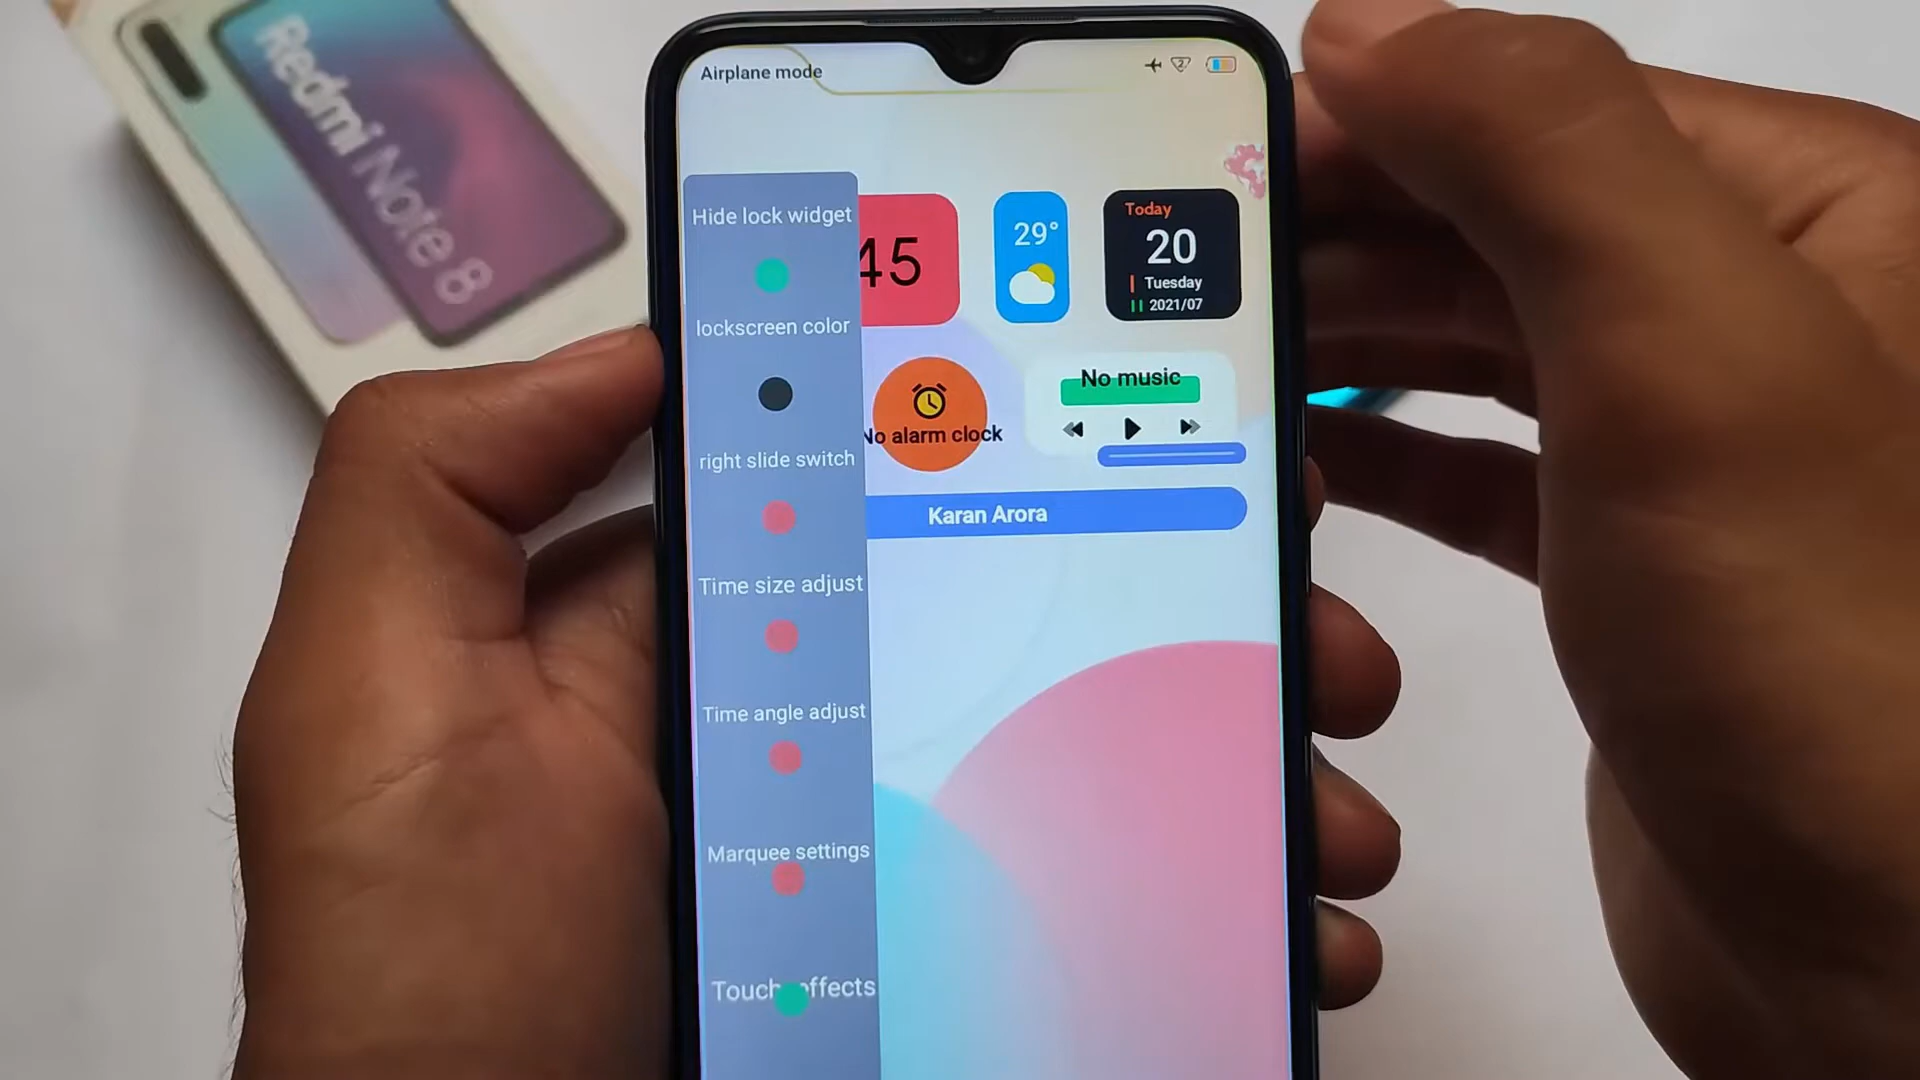 Redmi Note 8
Airplane mode
2
Hide lock widget
lockscreen color
right slide switch
Time size adjust
Time angle adjust
Marquee settings
Touch effects
45
29°
Today
20
Tuesday
2021/07
No alarm clock
No music
Karan Arora